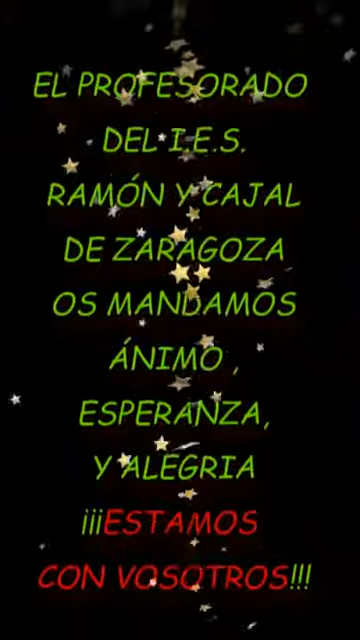 EL PROFESORADO
DEL I.E.S.
RAMÓN Y CAJAL
DE ZARAGOZA
OS MANDAMOS
ÁNIMO ,
ESPERANZA,
Y ALEGRIA
¡¡¡ESTAMOS
CON VOSOTROS!!!